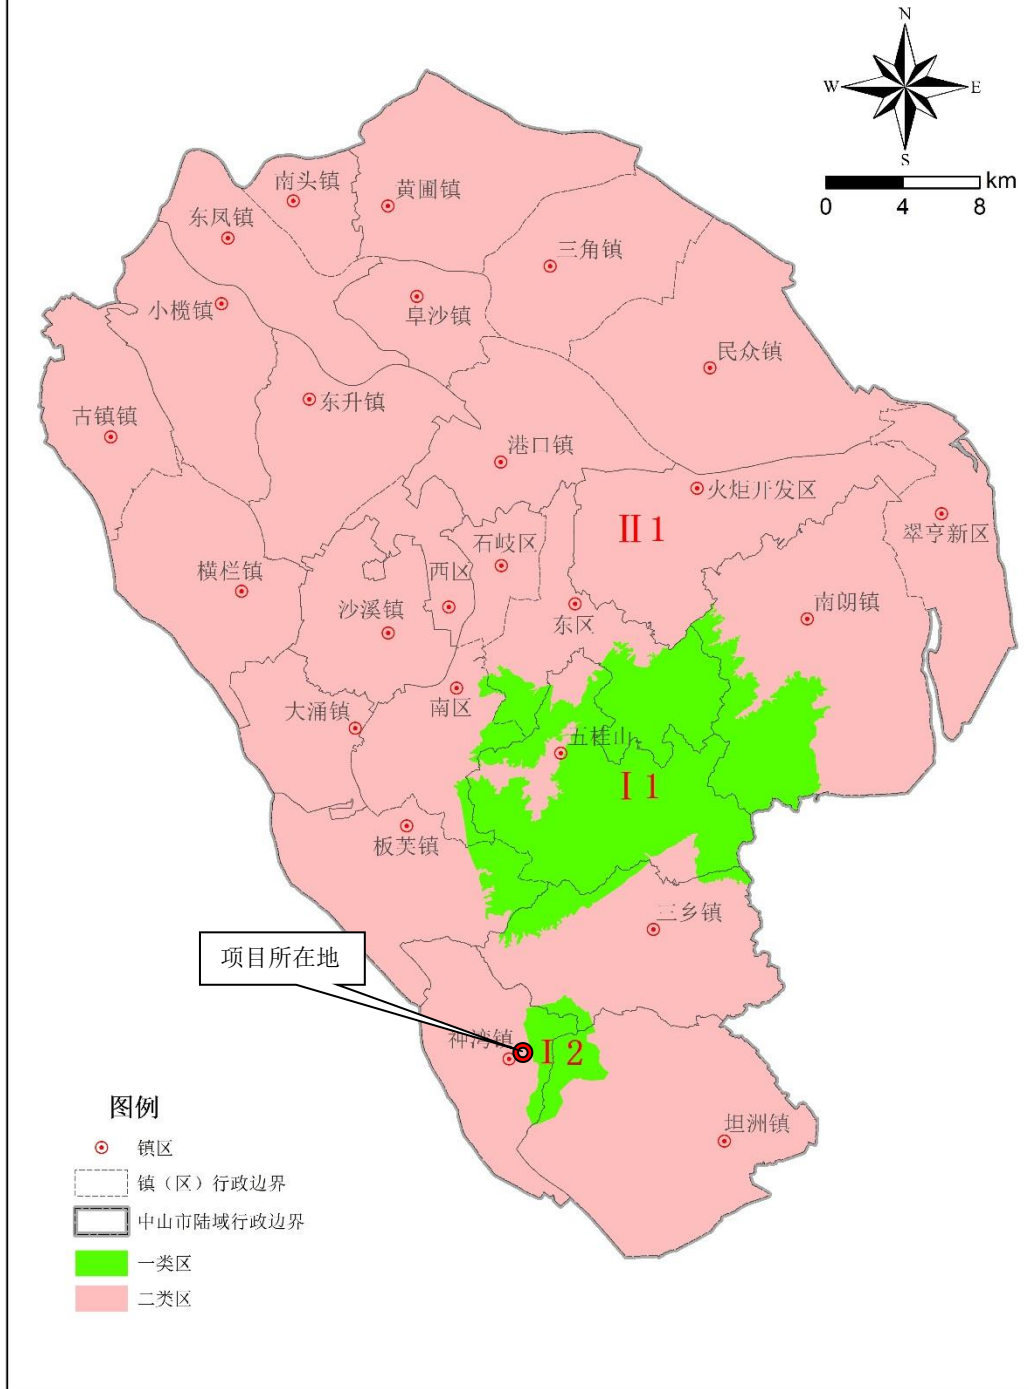 N
W
E
S
km
0
4
8
南头镇
黄圃镇
东凤镇
三角镇
小榄镇
阜沙镇
民众镇
古镇镇
东升镇
港口镇
火炬开发区
Ⅱ1
翠亨新区
石岐区
横栏镇
西区
沙溪镇
东区
南朗镇
大涌镇
南区
五桂山
Ⅰ1
板芙镇
三乡镇
项目所在地
神湾镇
Ⅰ2
坦洲镇
图例
镇区
镇（区）行政边界
中山市陆域行政边界
一类区
二类区